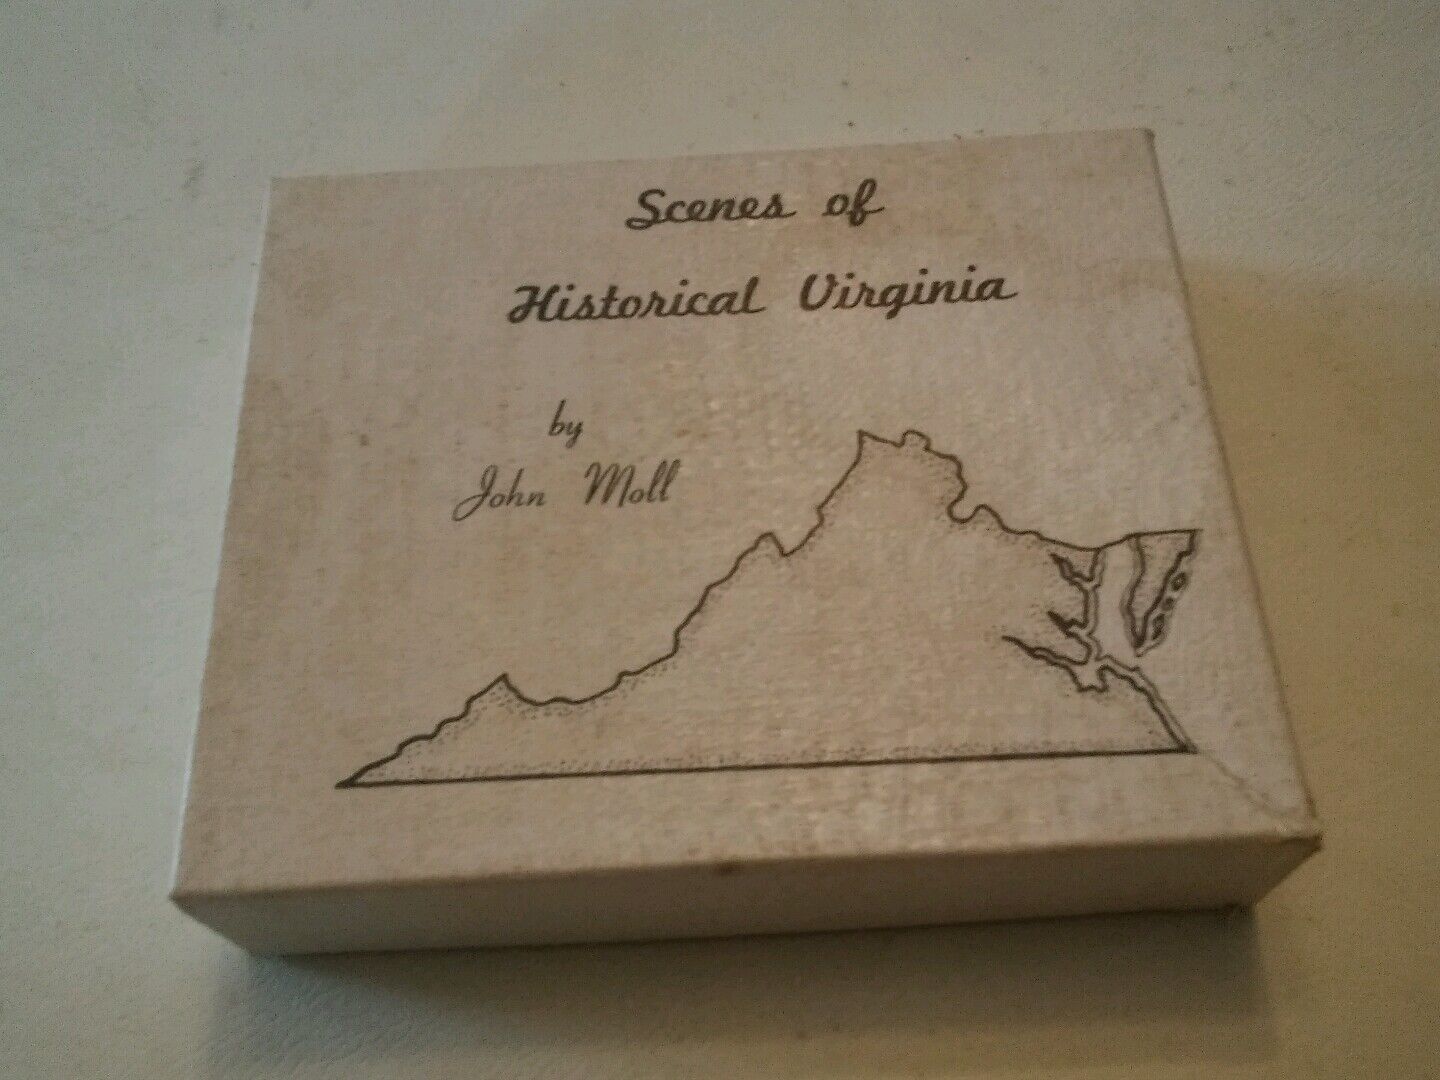 Scenes of
Historical Virginia
by
John Moll